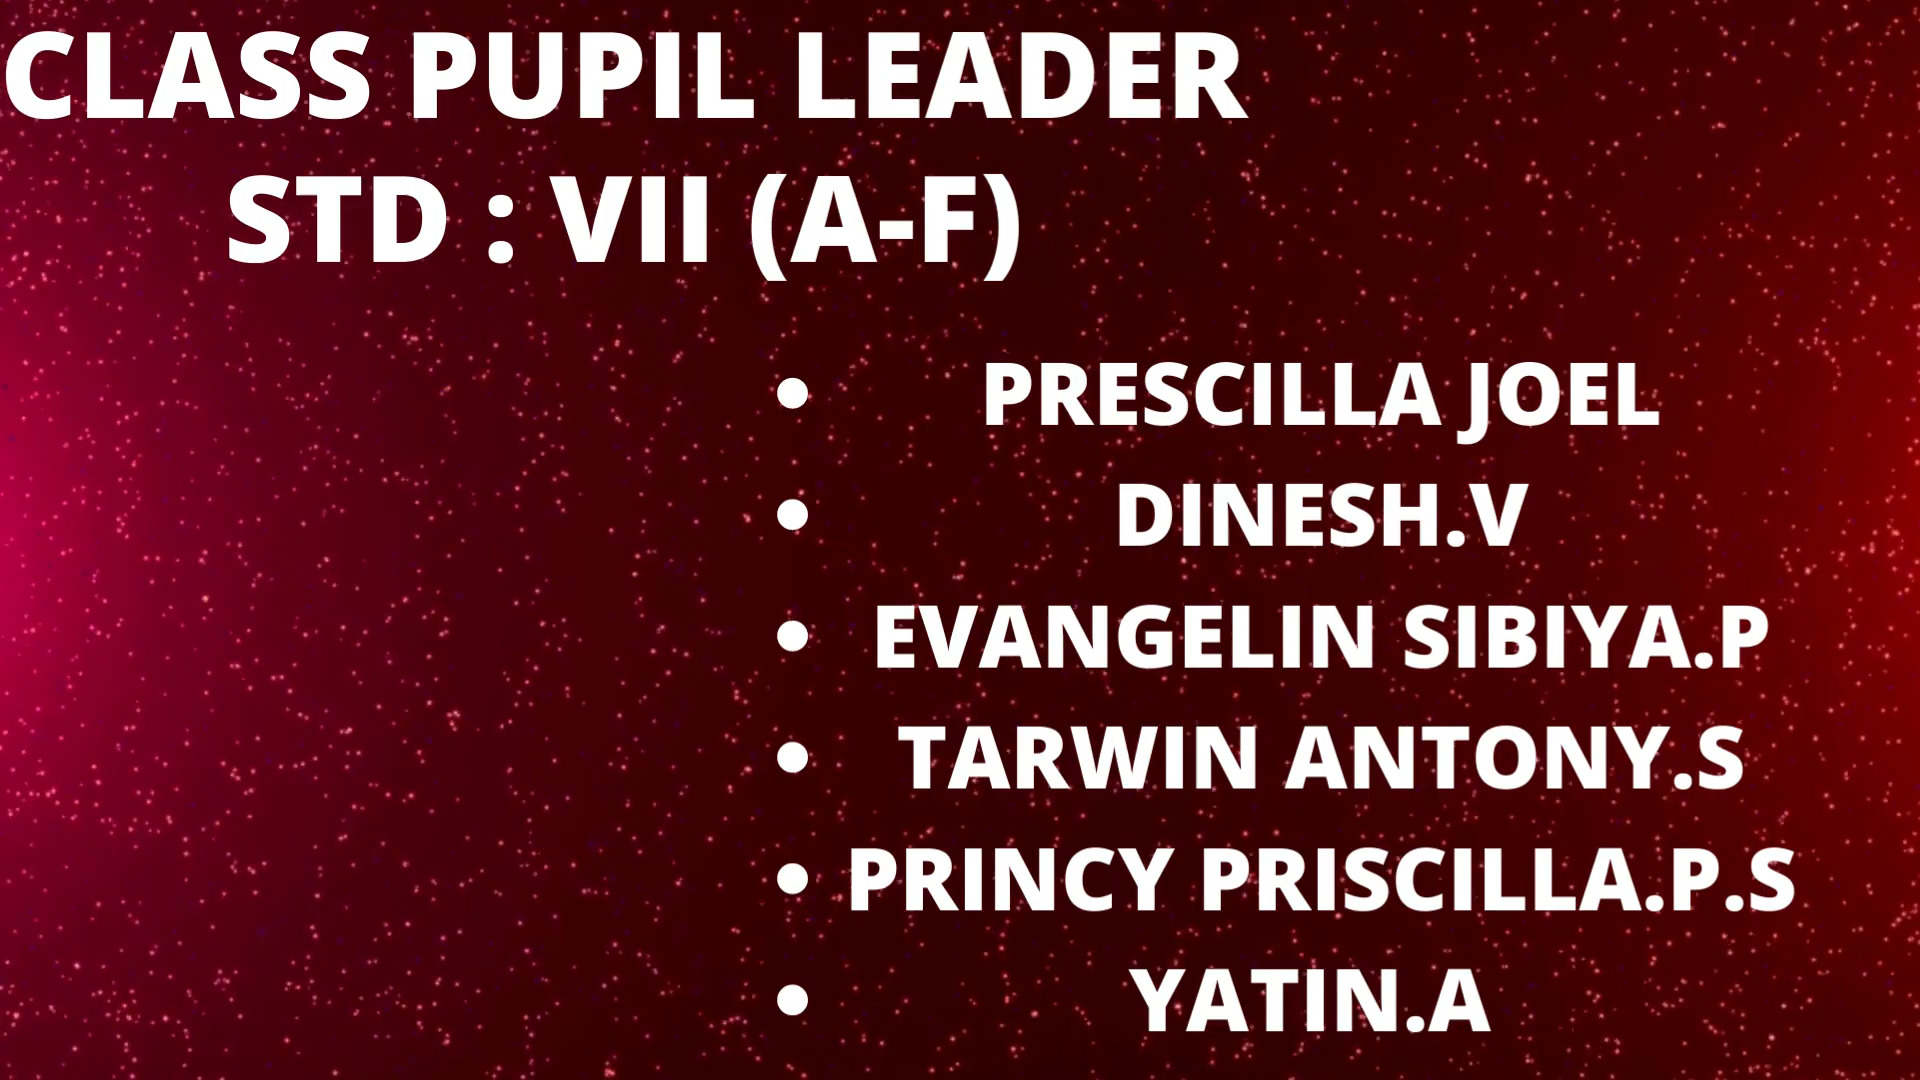 CLASS PUPIL LEADER
STD : VII (A-F)
• PRESCILLA JOEL
• DINESH.V
• EVANGELIN SIBIYA.P
• TARWIN ANTONY.S
• PRINCY PRISCILLA.P.S
• YATIN.A